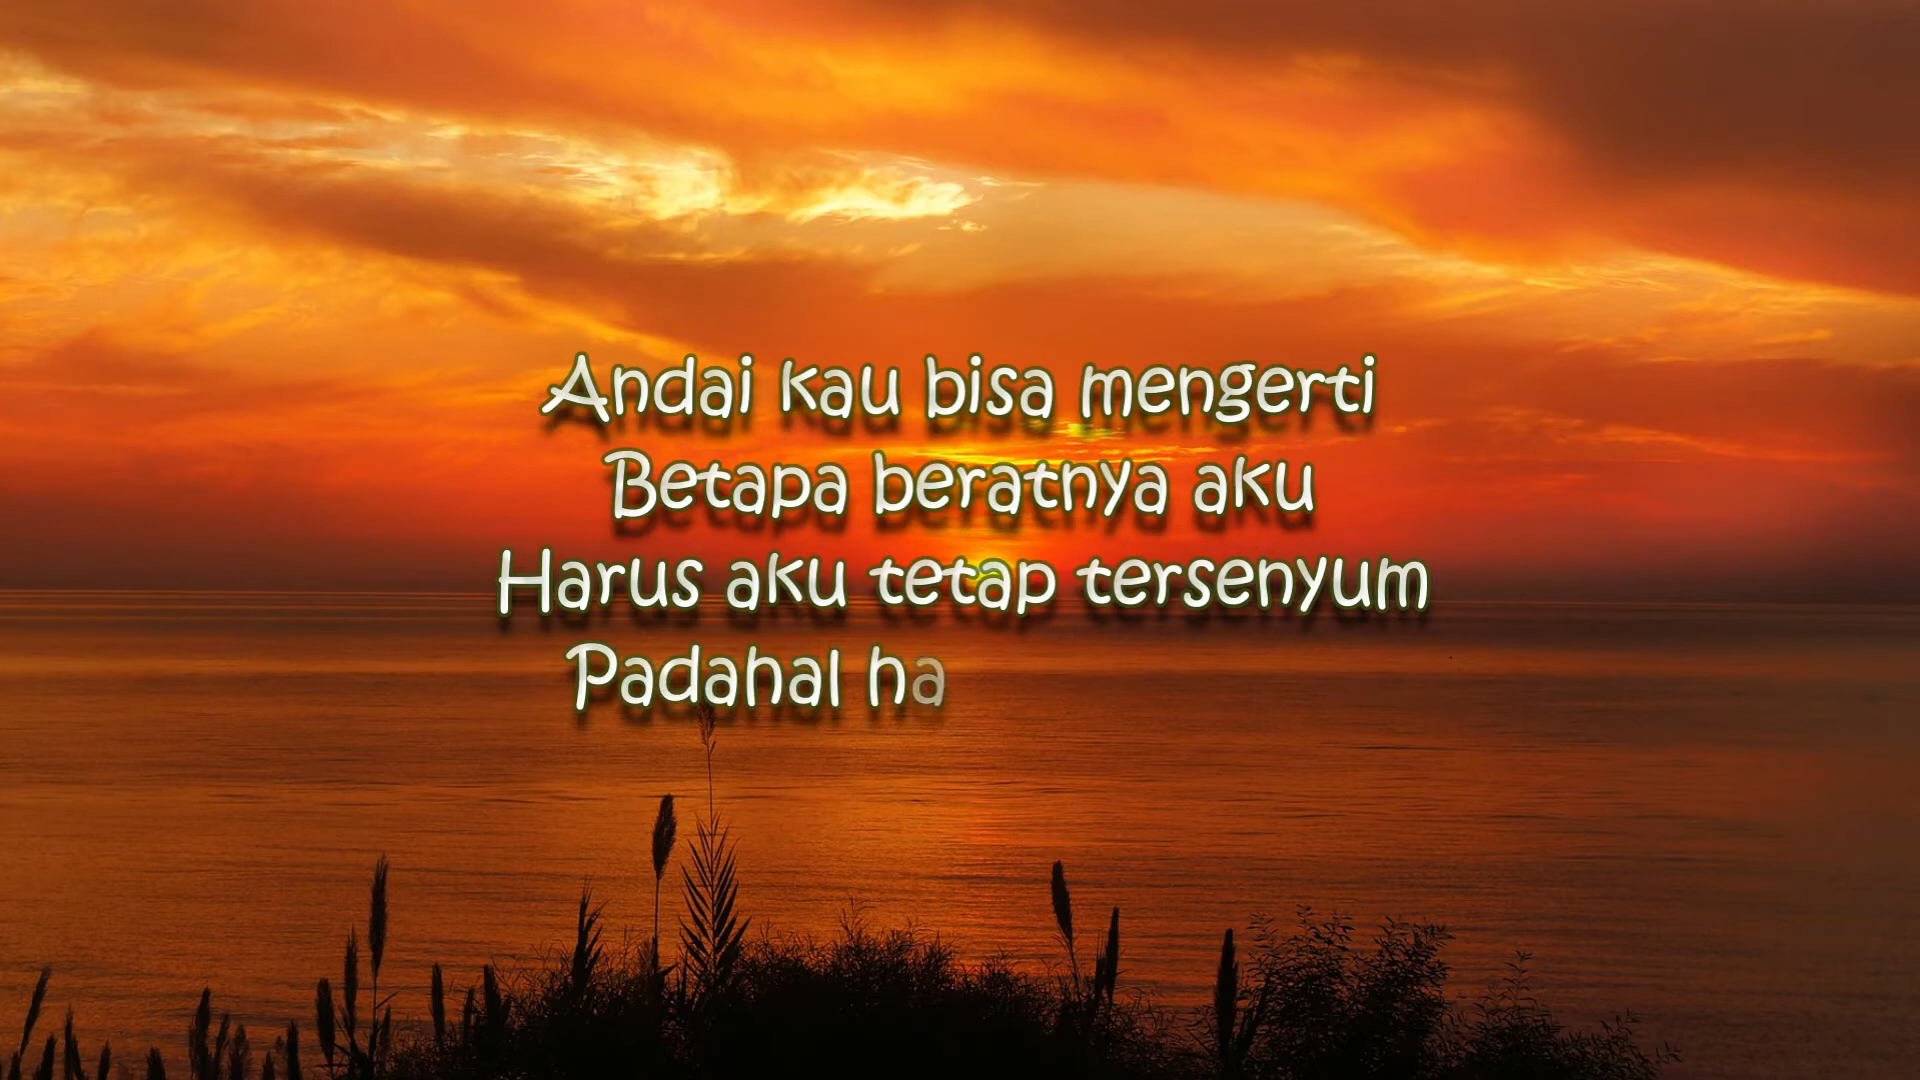 Andai kau bisa mengerti
Betapa beratnya aku
Harus aku tetap tersenyum
Padahal ha